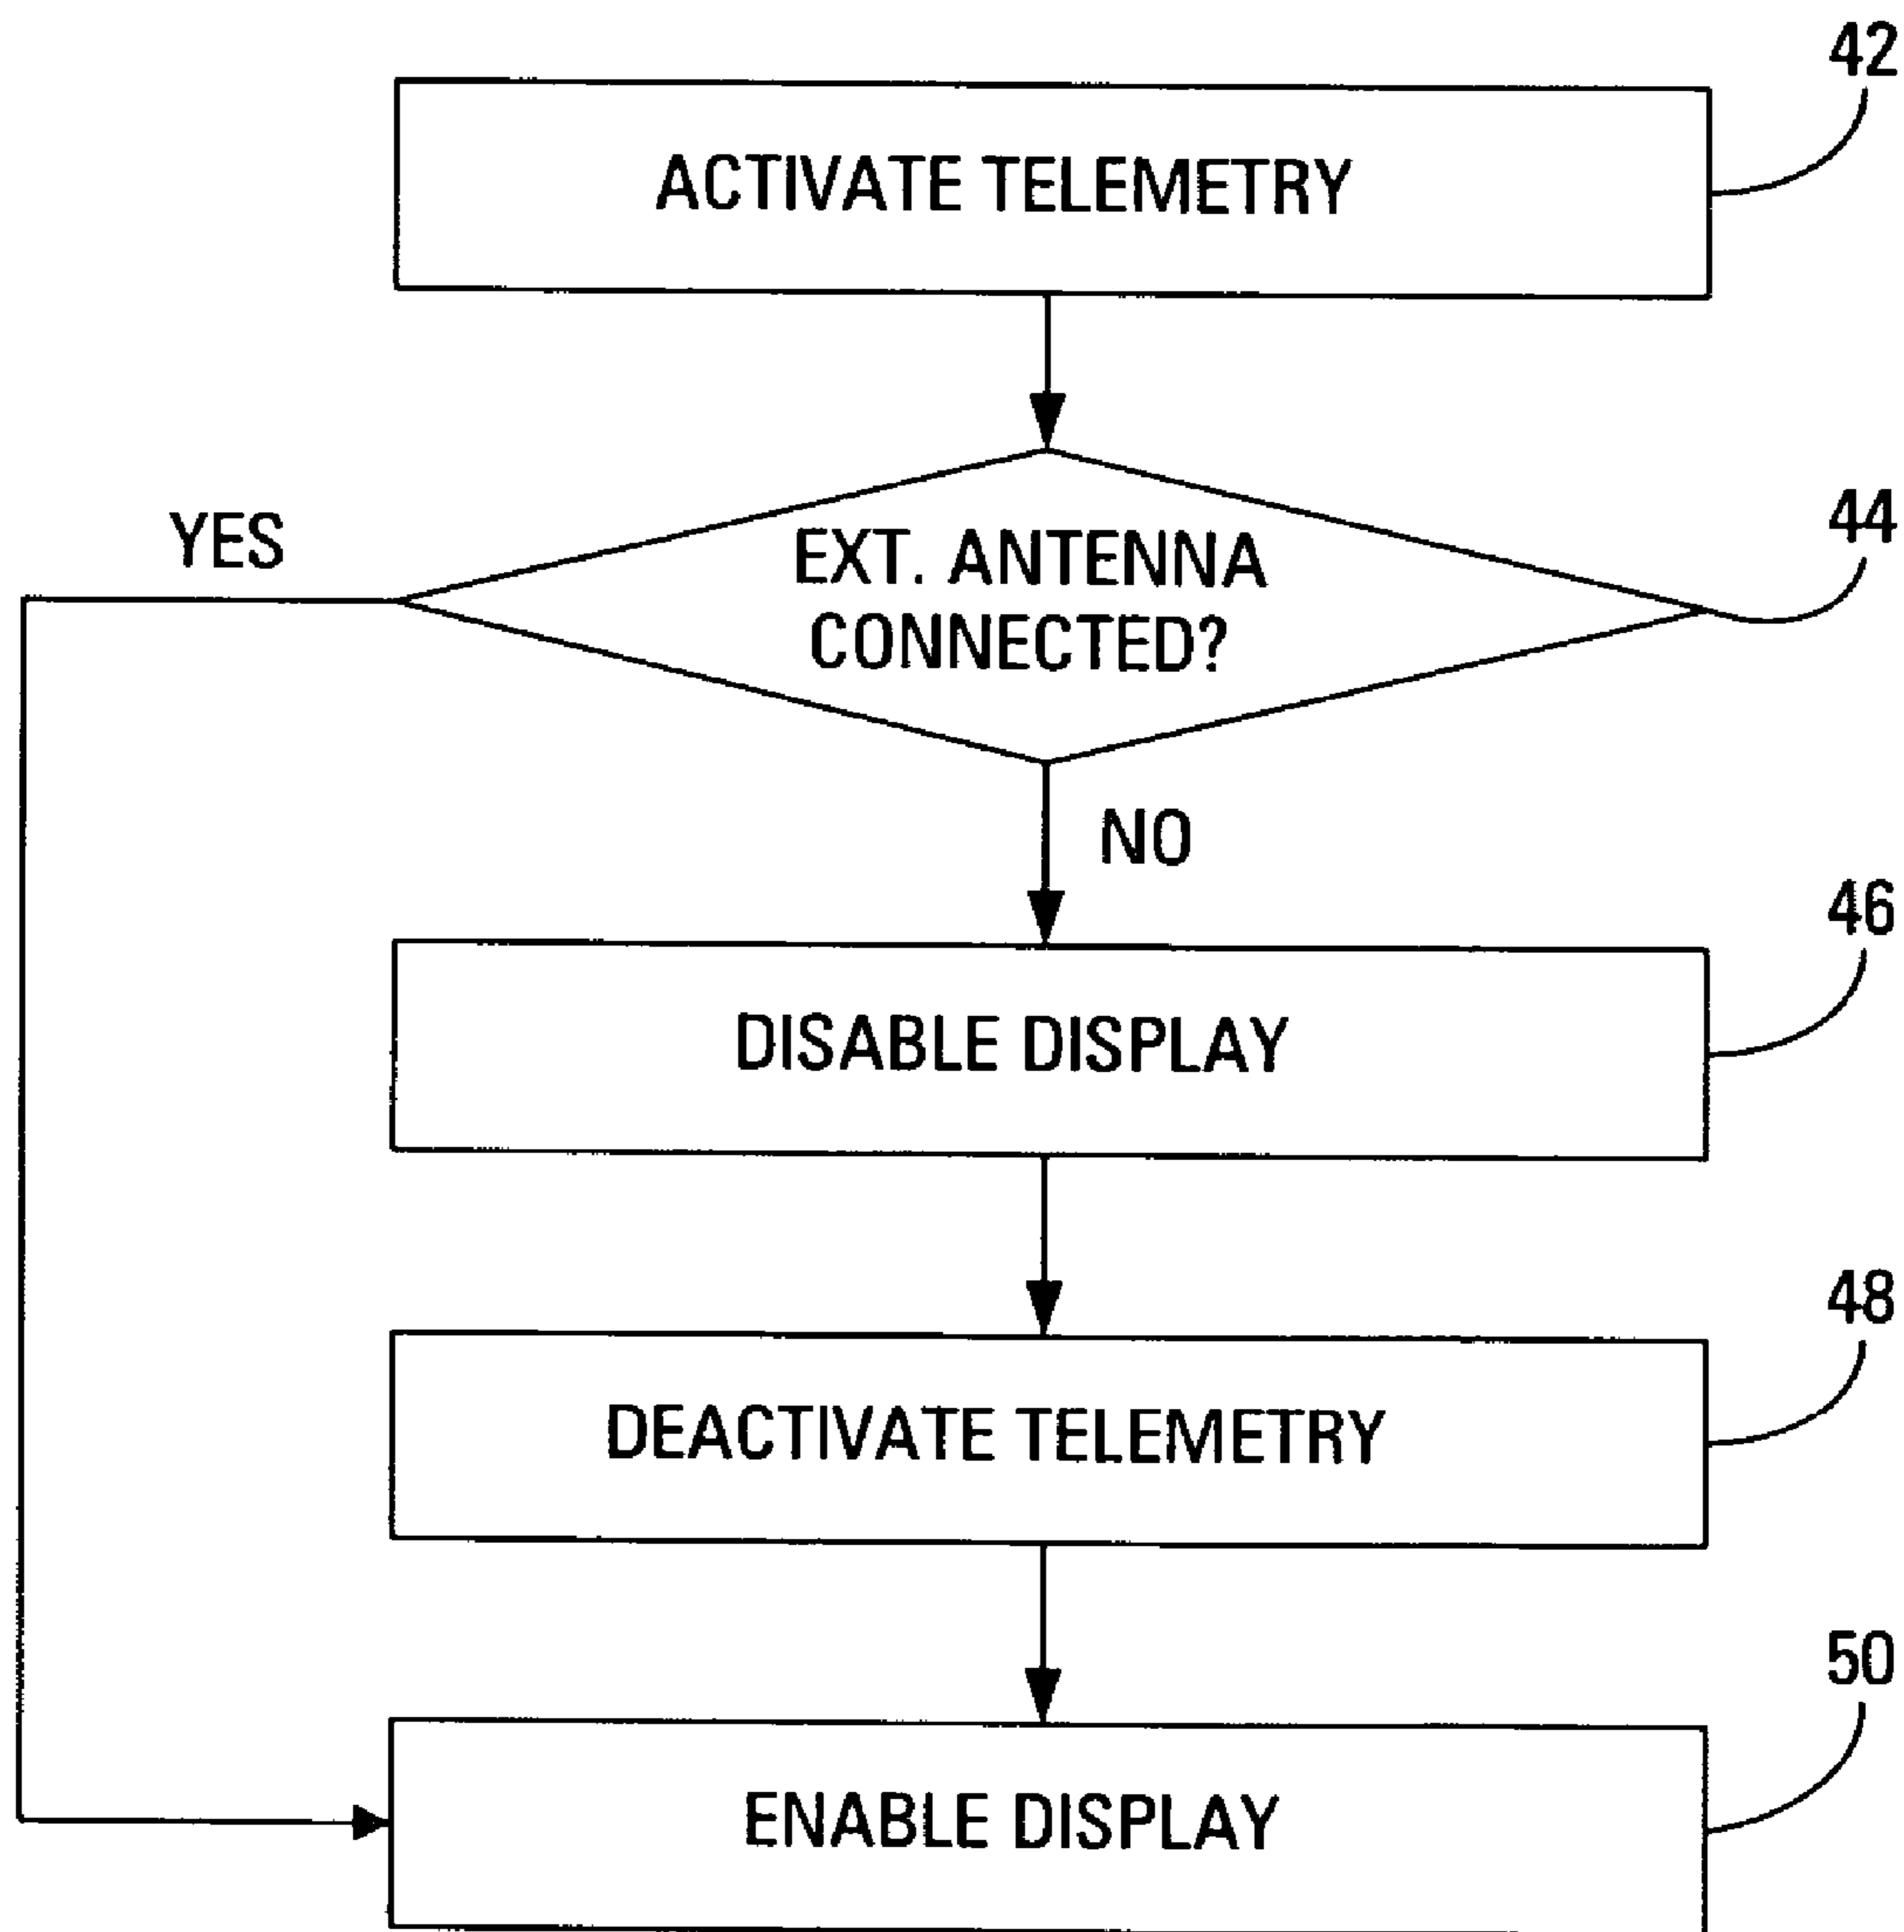 42
ACTIVATE TELEMETRY
44
YES
EXT. ANTENNA
CONNECTED?
NO
46
DISABLE DISPLAY
48
DEACTIVATE TELEMETRY
50
ENABLE DISPLAY